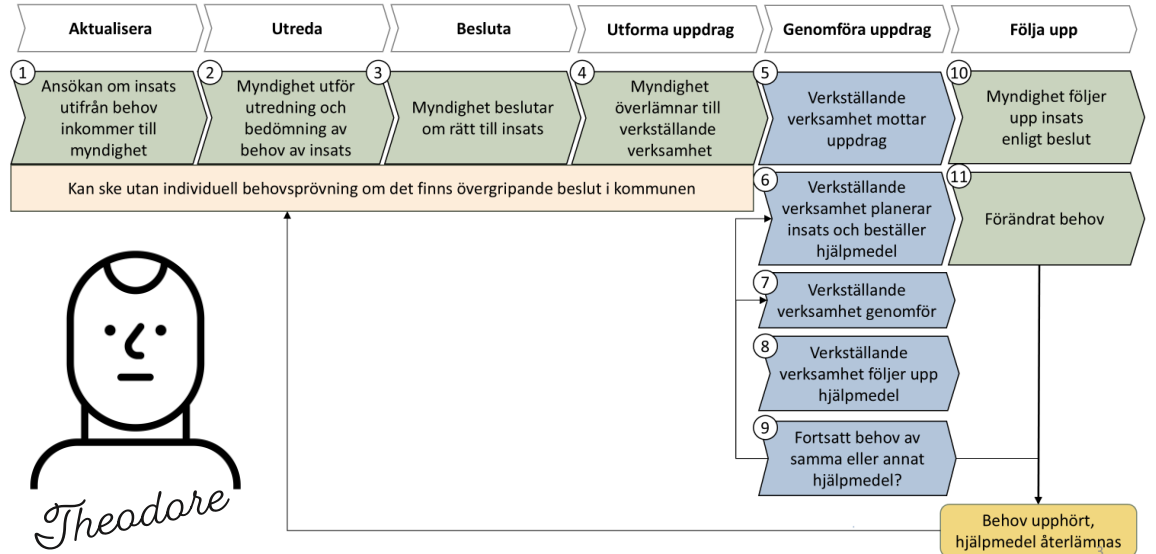 Aktualisera
Utreda
Besluta
Utforma uppdrag
Genomföra uppdrag
Följa upp
1
Ansökan om insats
utifrån behov
inkommer till
myndighet
2
Myndighet utför
utredning och
bedömning av
behov av insats
3
Myndighet beslutar
om rätt till insats
4
Myndighet
överlämnar till
verkställande
verksamhet
5
Verkställande
verksamhet mottar
uppdrag
10
Myndighet följer
upp insats
enligt beslut
Kan ske utan individuell behovsprövning om det finns övergripande beslut i kommunen
6
Verkställande
verksamhet planerar
insats och beställer
hjälpmedel
11
Förändrat behov
7
Verkställande
verksamhet genomför
8
Verkställande
verksamhet följer upp
hjälpmedel
9
Fortsatt behov av
samma eller annat
hjälpmedel?
Theodore
Behov upphört,
hjälpmedel återlämnas
3